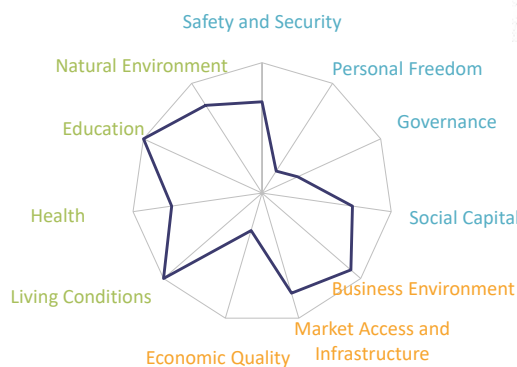 Safety and Security
Natural Environment
Personal Freedom
Education
Governance
Health
Social Capital
Living Conditions
Business Environment
Market Access and
Infrastructure
Economic Quality